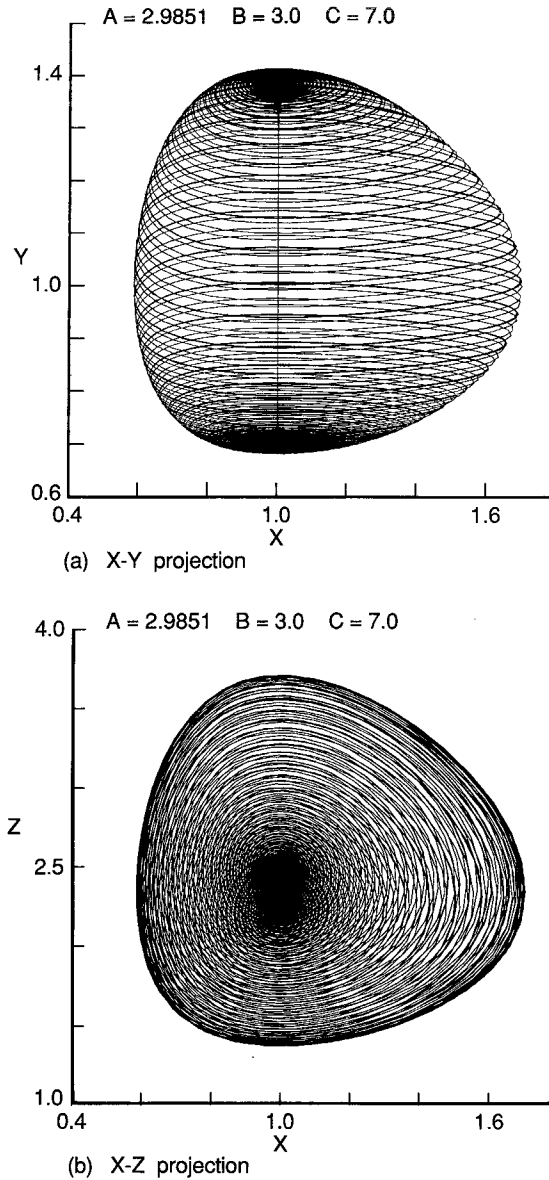 A = 2.9851 B = 3.0 C = 7.0
1.4
Y
1.0
0.6
0.4 1.0 1.6
X
(a) X-Y projection
A = 2.9851 B = 3.0 C = 7.0
4.0
Z
2.5
1.0
0.4 1.0 1.6
X
(b) X-Z projection